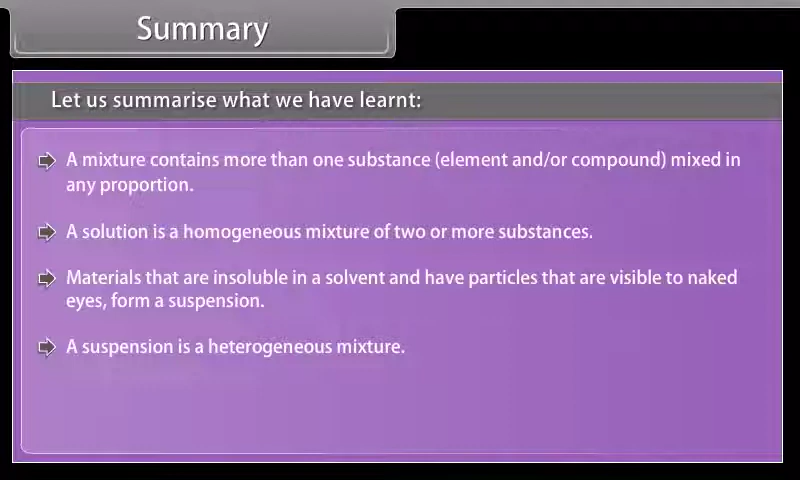 Summary
Let us summarise what we have learnt:
A mixture contains more than one substance (element and/or compound) mixed in
any proportion.
A solution is a homogeneous mixture of two or more substances.
Materials that are insoluble in a solvent and have particles that are visible to naked
eyes, form a suspension.
A suspension is a heterogeneous mixture.